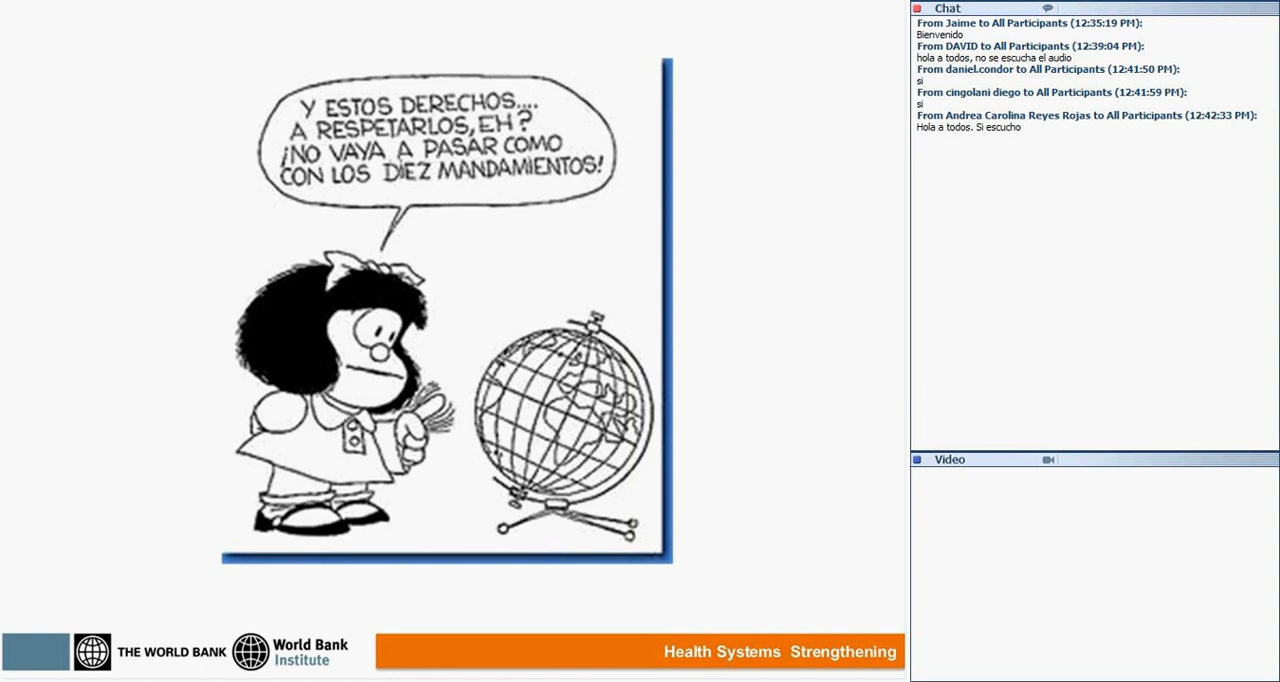 Y ESTOS DERECHOS....
A RESPETARLOS, EH?
¡NO VAYA A PASAR COMO
CON LOS DIEZ MANDAMIENTOS!
THE WORLD BANK
World Bank
Institute
Health Systems Strengthening
Chat
From Jaime to All Participants (12:35:19 PM):
Bienvenido
From DAVID to All Participants (12:39:04 PM):
hola a todos, no se escucha el audio
From daniel.condor to All Participants (12:41:50 PM):
si
From cingolani diego to All Participants (12:41:59 PM):
si
From Andrea Carolina Reyes Rojas to All Participants (12:42:33 PM):
Hola a todos. Si escucho
Video